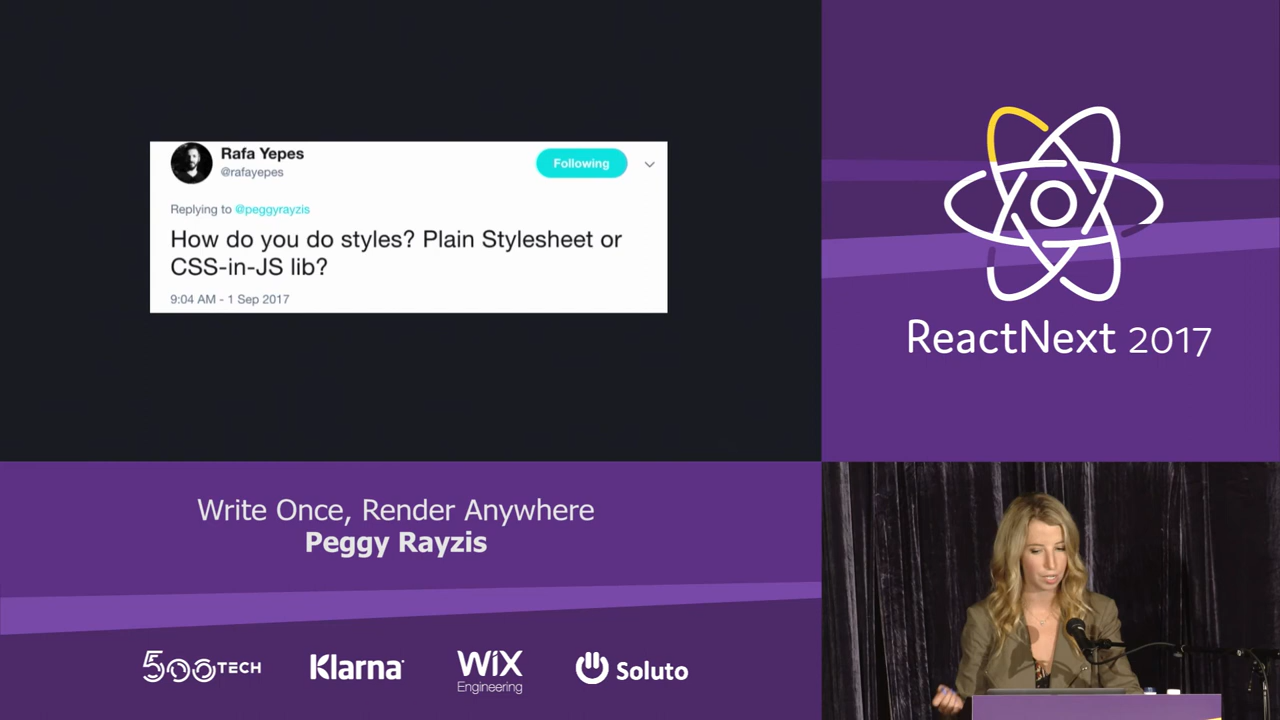 Rafa Yepes
@rafayepes
Following
Replying to @peggyrayzis
How do you do styles? Plain Stylesheet or
CSS-in-JS lib?
9:04 AM - 1 Sep 2017
ReactNext 2017
Write Once, Render Anywhere
Peggy Rayzis
500TECH
Klarna
WiX
Engineering
Soluto